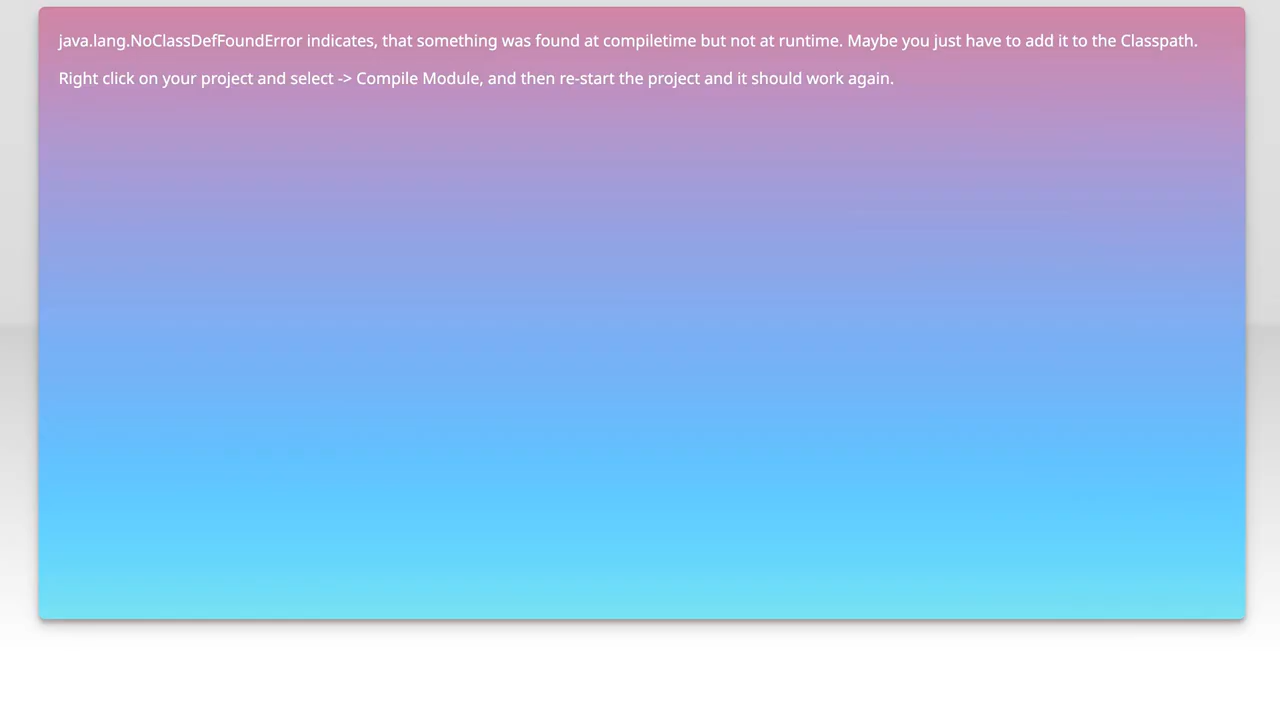 java.lang.NoClassDefFoundError indicates, that something was found at compiletime but not at runtime. Maybe you just have to add it to the Classpath.
Right click on your project and select -> Compile Module, and then re-start the project and it should work again.